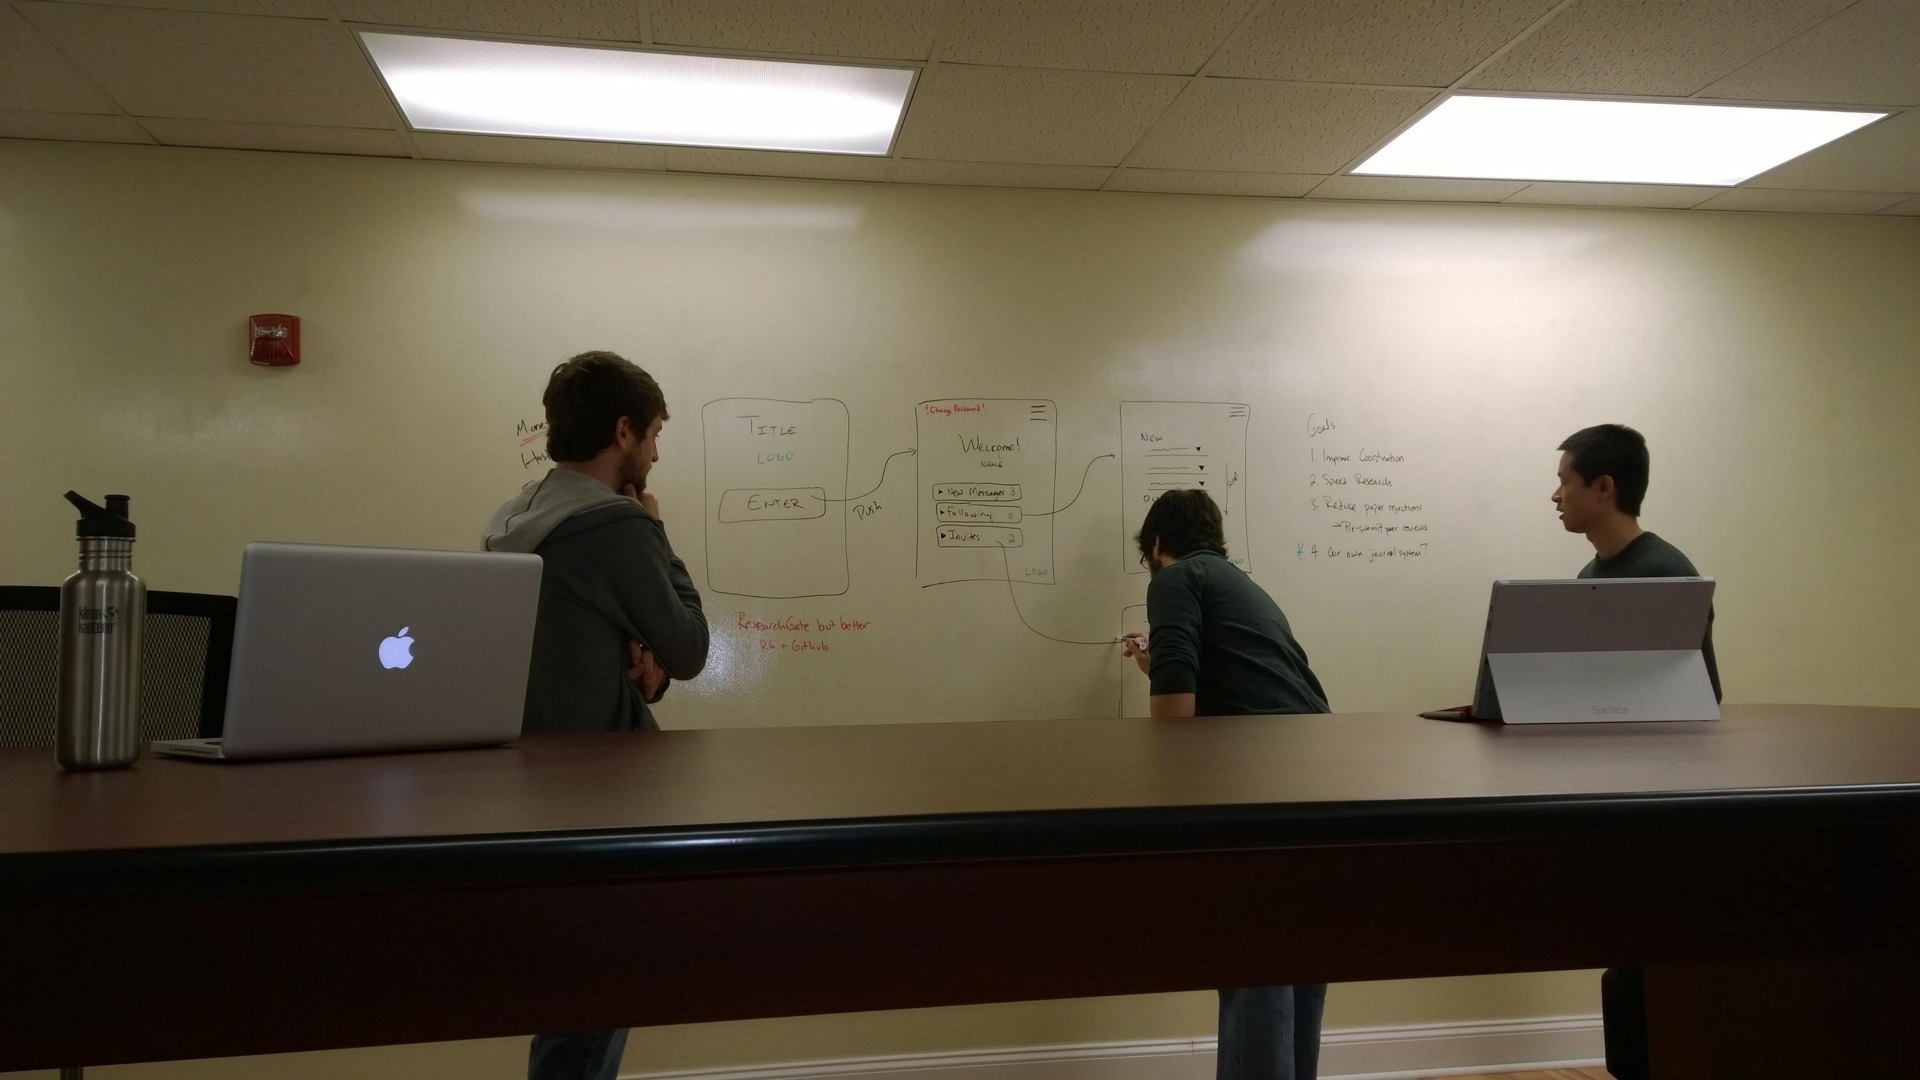 TITLE
LOGO
ENTER
Push
ResearchGate but better
RG + Github
!Change Password!
Welcome!
NAME
New Messages 3
Following 0
Invites 2
LOGO
New
Goals
1. Improve Coordination
2. Speed Research
3. Reduce paper rejections
Pre-submit peer reviews
* 4. Our own journal system?
klean
kanteen
Surface